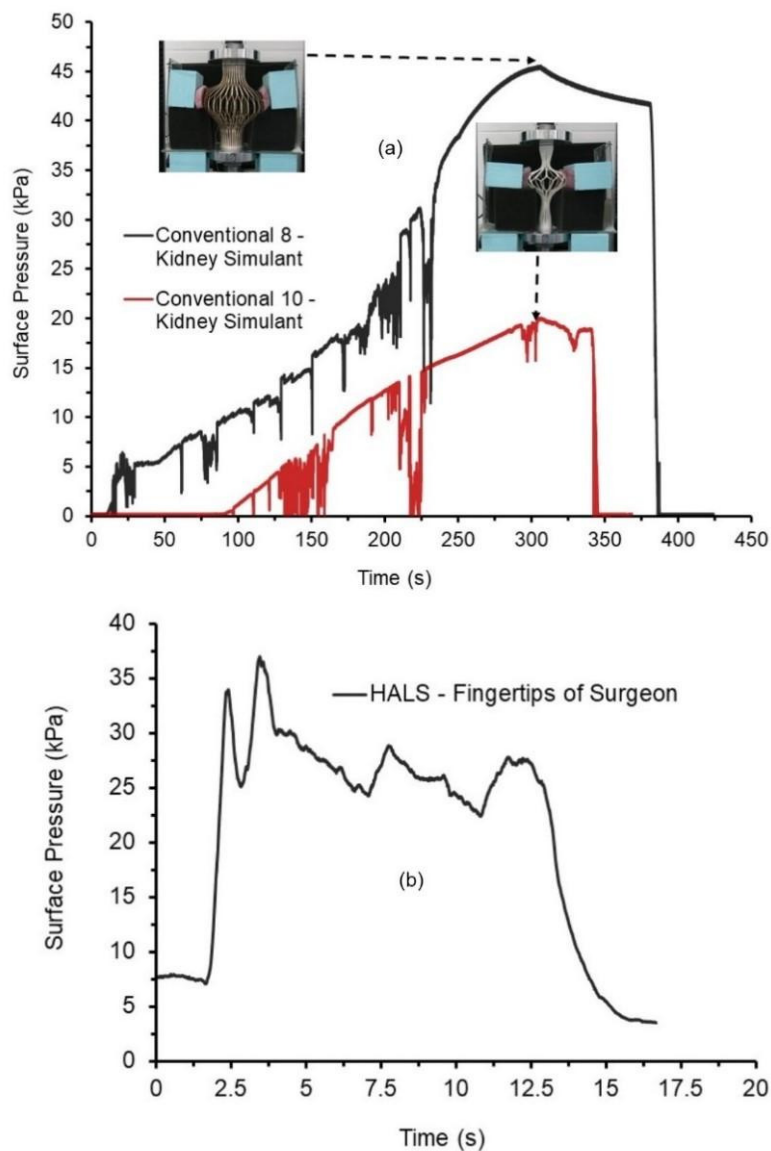 50
45
40
35
30
25
20
15
10
5
0
Surface Pressure (kPa)
(a)
Conventional 8 -
Kidney Simulant
Conventional 10 -
Kidney Simulant
0 50 100 150 200 250 300 350 400 450
Time (s)
40
35
30
25
20
15
10
5
0
Surface Pressure (kPa)
HALS - Fingertips of Surgeon
(b)
0 2.5 5 7.5 10 12.5 15 17.5 20
Time (s)